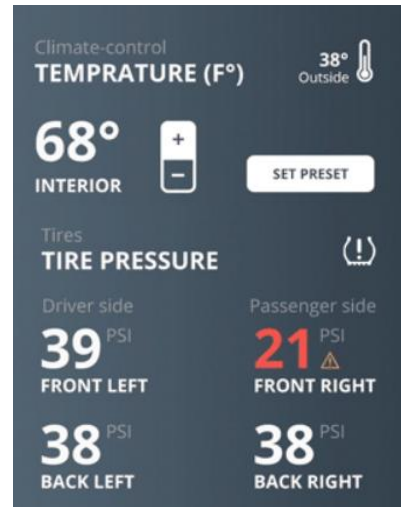 Climate-control
TEMPRATURE (F°)
38°
Outside
68°
+
−
INTERIOR
SET PRESET
Tires
TIRE PRESSURE
(!)
Driver side
Passenger side
39 PSI
21 PSI
FRONT LEFT
FRONT RIGHT
38 PSI
38 PSI
BACK LEFT
BACK RIGHT